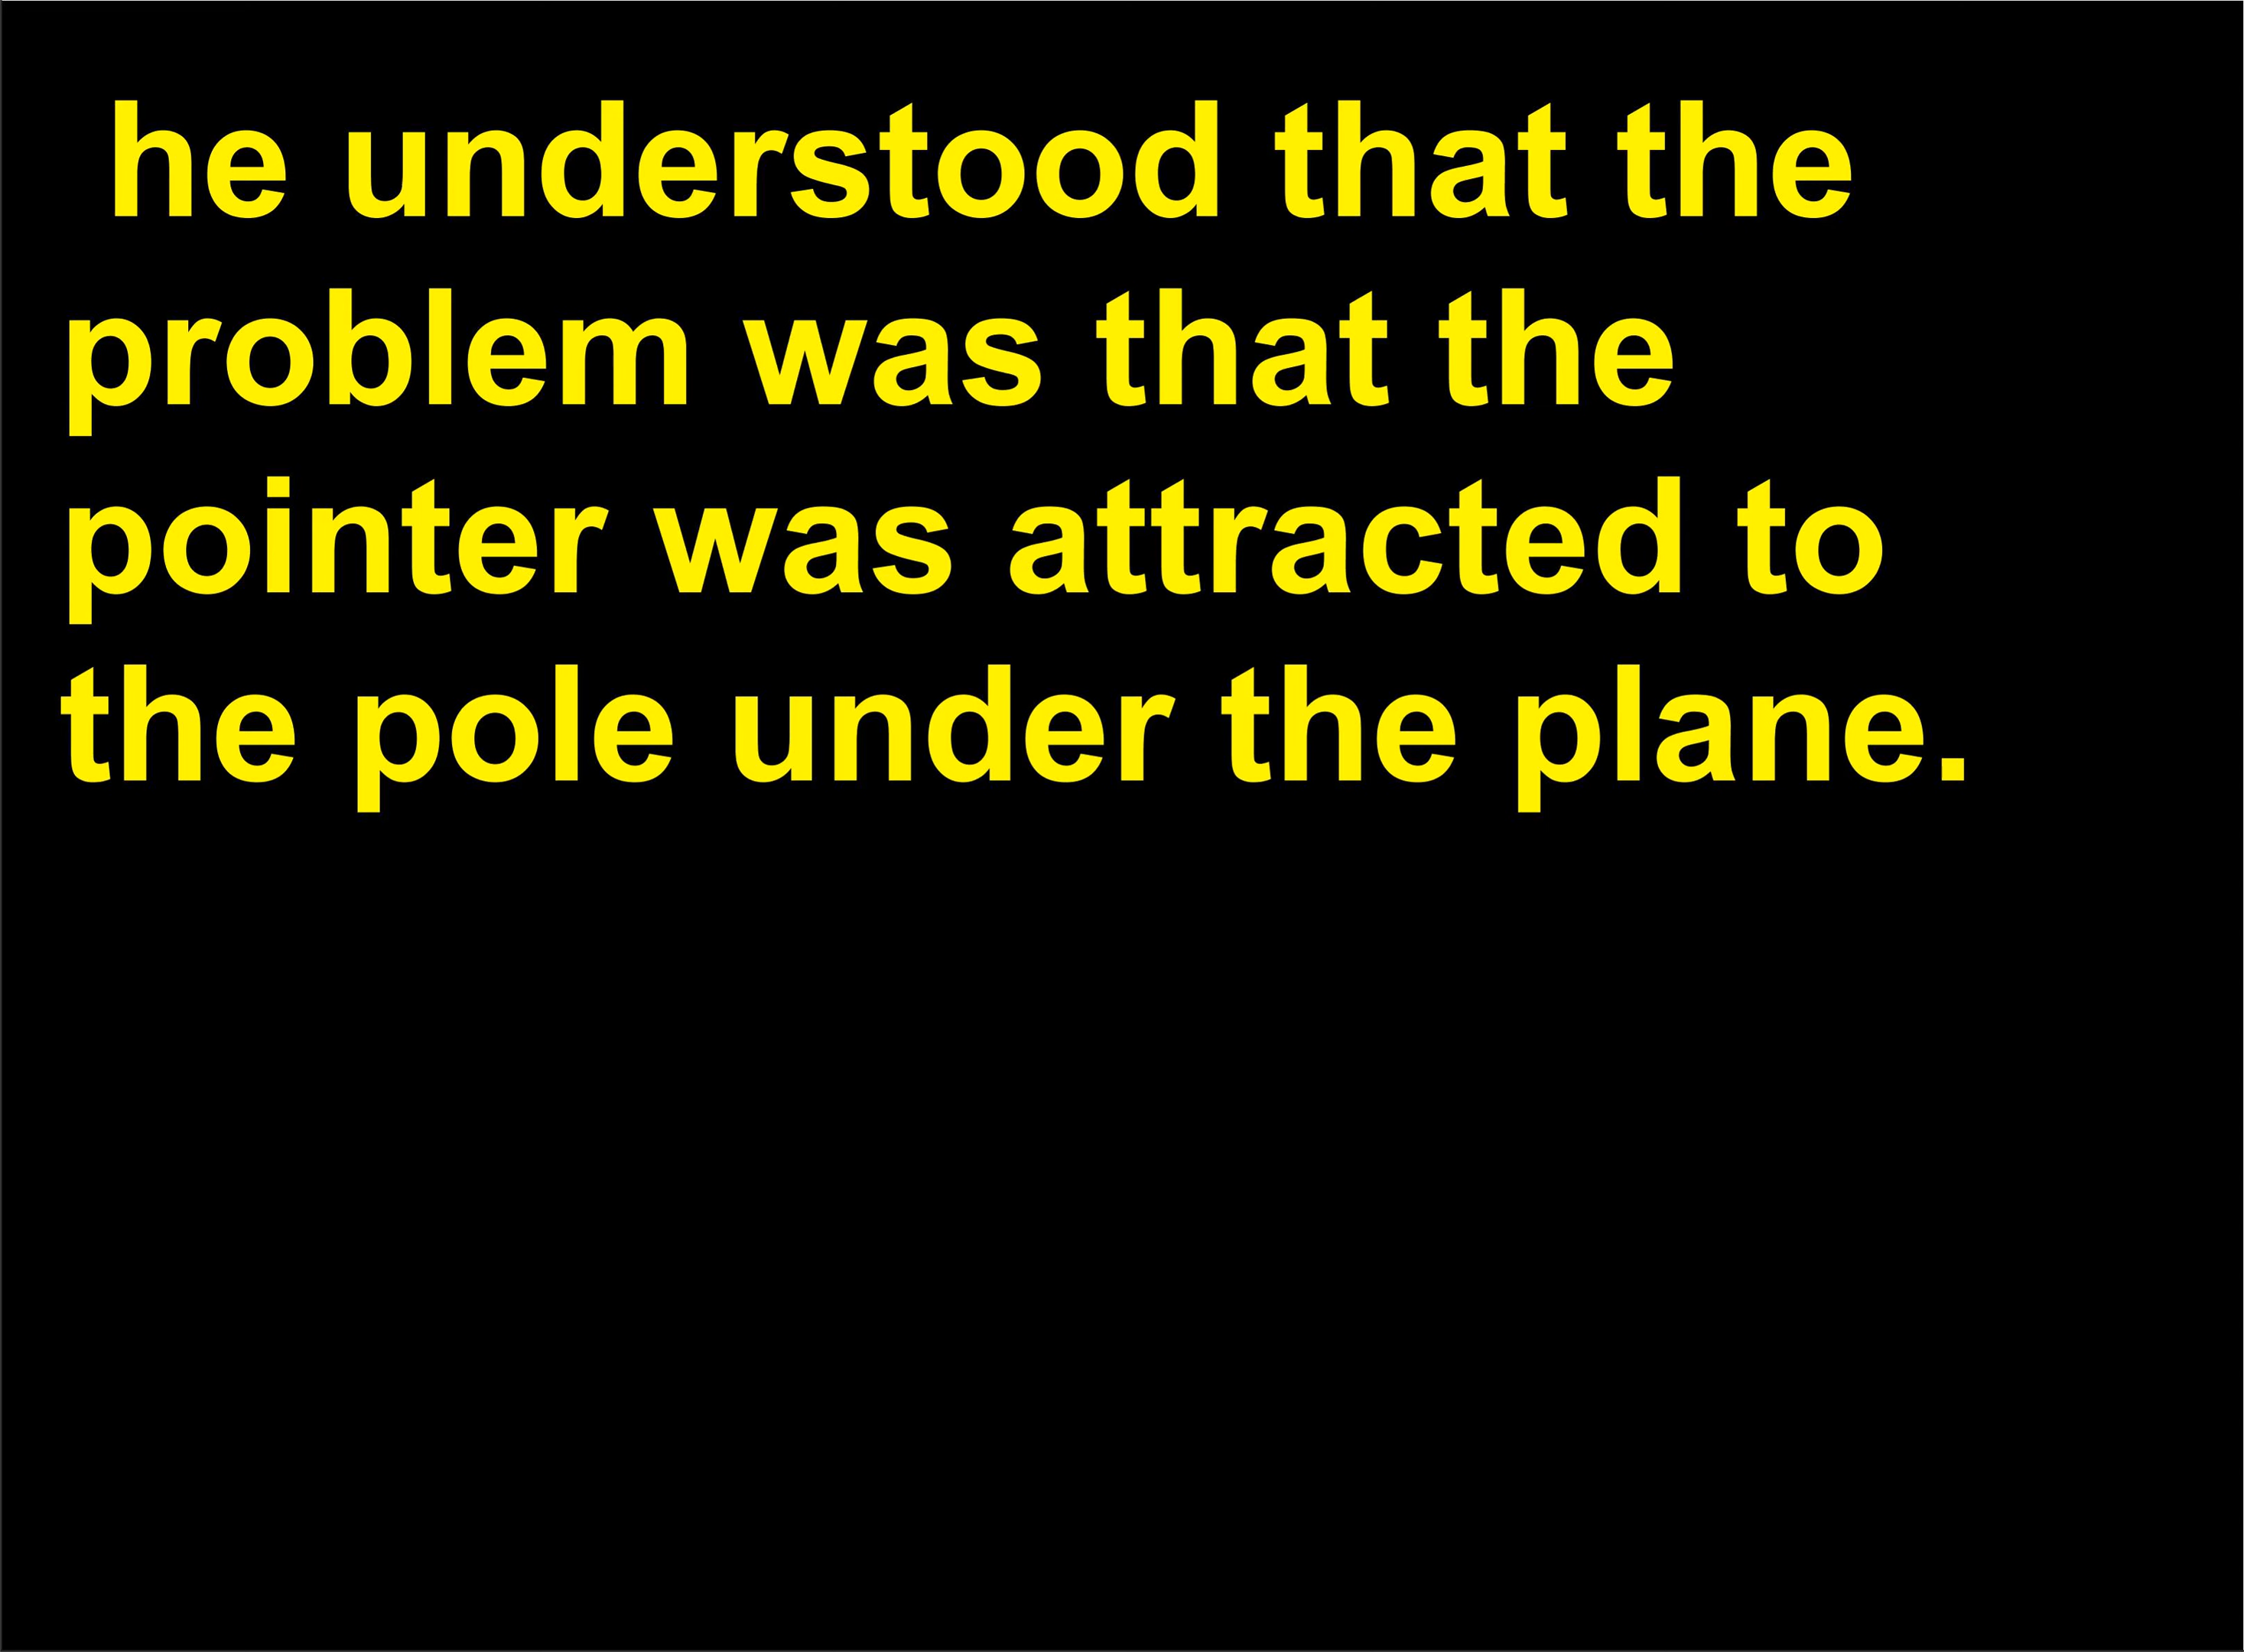 he understood that the
problem was that the
pointer was attracted to
the pole under the plane.